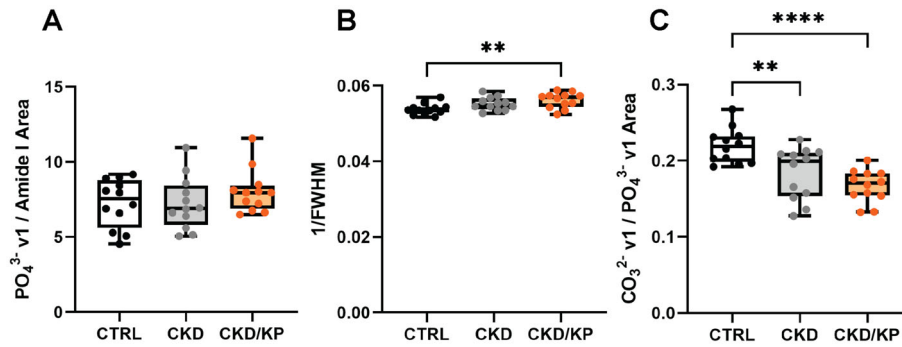 A
PO₄³⁻ v1 / Amide I Area
15
10
5
0
CTRL CKD CKD/KP
B
**
1/FWHM
0.06
0.04
0.02
0.00
CTRL CKD CKD/KP
C
****
**
CO₃²⁻ v1 / PO₄³⁻ v1 Area
0.3
0.2
0.1
0.0
CTRL CKD CKD/KP